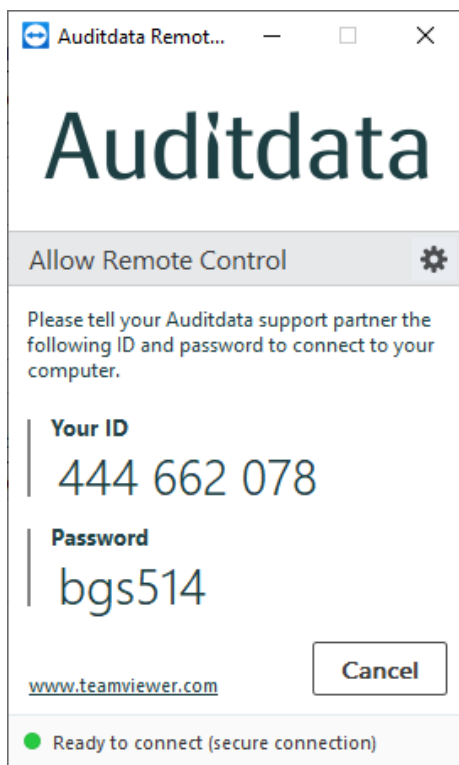 Auditdata Remot...
Auditdata
Allow Remote Control
Please tell your Auditdata support partner the
following ID and password to connect to your
computer.
Your ID
444 662 078
Password
bgs514
www.teamviewer.com
Cancel
Ready to connect (secure connection)